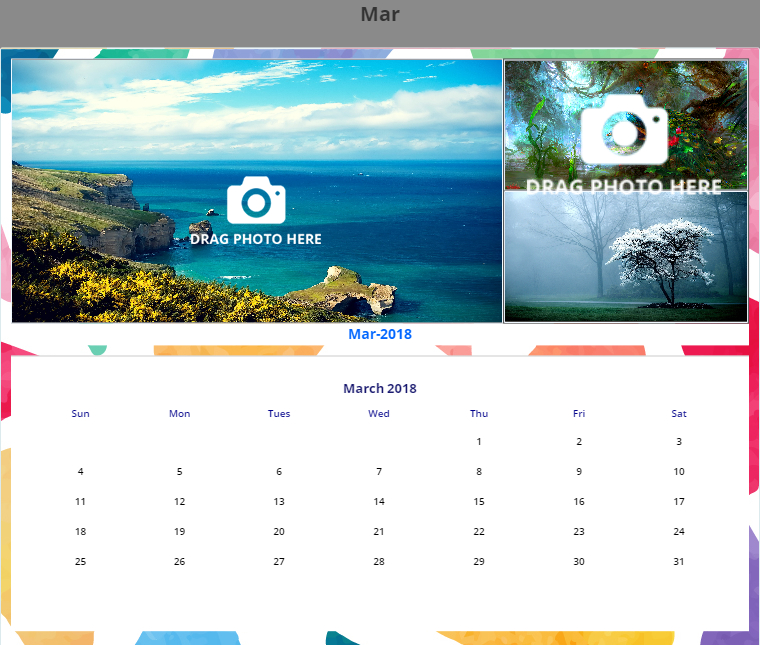 Mar
DRAG PHOTO HERE
DRAG PHOTO HERE
Mar-2018
March 2018
Sun Mon Tues Wed Thu Fri Sat
1 2 3
4 5 6 7 8 9 10
11 12 13 14 15 16 17
18 19 20 21 22 23 24
25 26 27 28 29 30 31